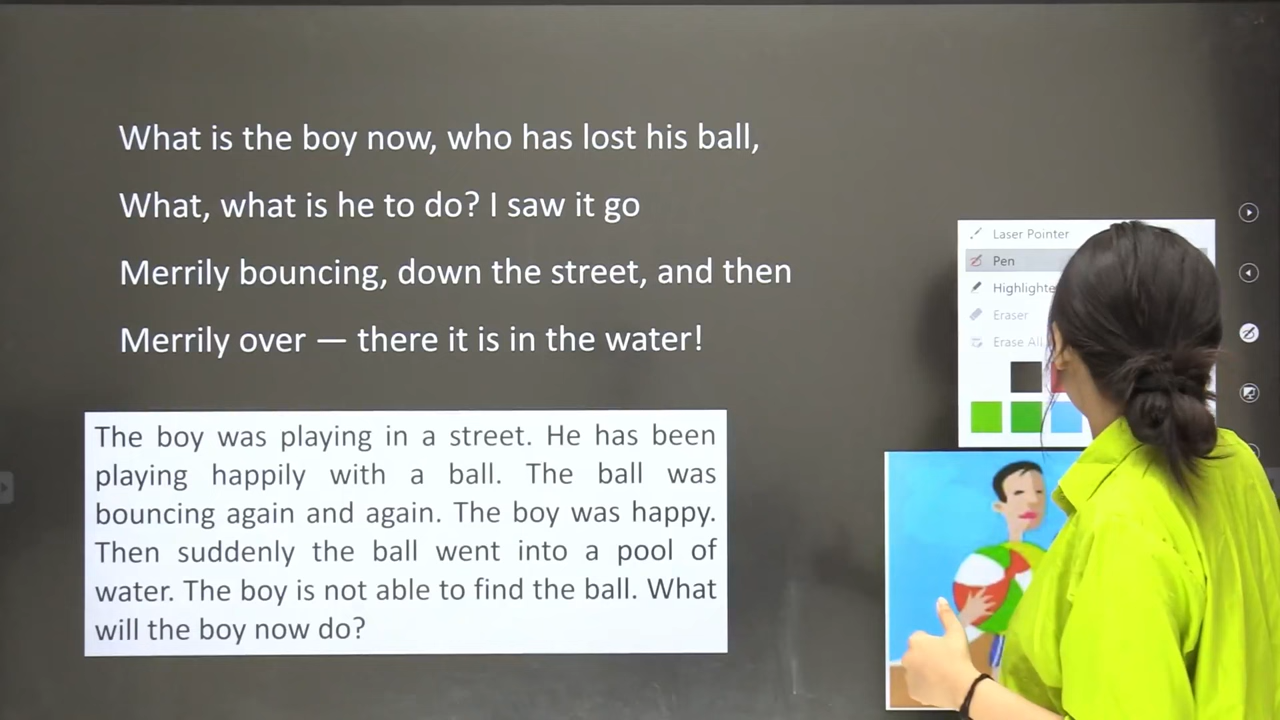 What is the boy now, who has lost his ball,
What, what is he to do? I saw it go
Merrily bouncing, down the street, and then
Merrily over — there it is in the water!
The boy was playing in a street. He has been
playing happily with a ball. The ball was
bouncing again and again. The boy was happy.
Then suddenly the ball went into a pool of
water. The boy is not able to find the ball. What
will the boy now do?
Laser Pointer
Pen
Highlighte
Eraser
Erase All